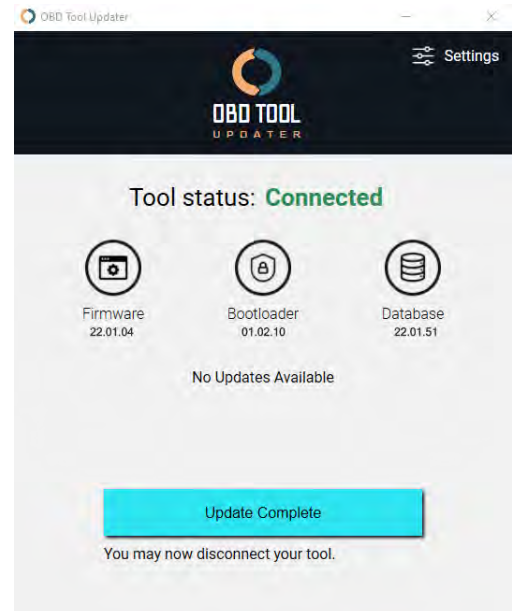 OBD Tool Updater
Settings
OBD TOOL
UPDATER
Tool status: Connected
Firmware
22.01.04
Bootloader
01.02.10
Database
22.01.51
No Updates Available
Update Complete
You may now disconnect your tool.